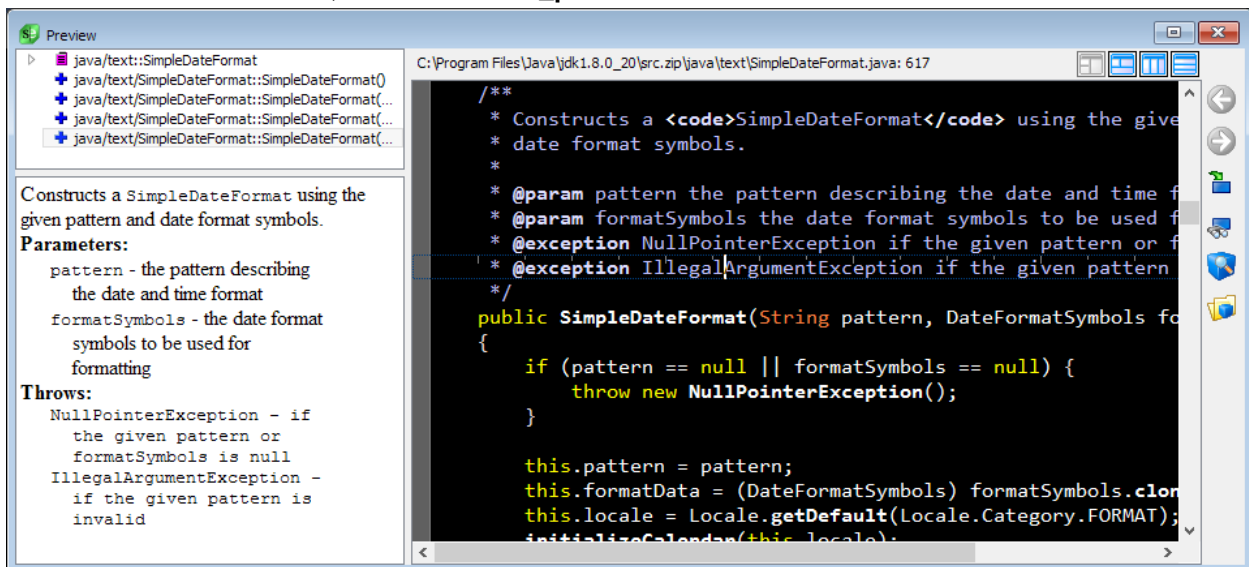 Preview
java/text::SimpleDateFormat
java/text/SimpleDateFormat::SimpleDateFormat()
java/text/SimpleDateFormat::SimpleDateFormat(...
java/text/SimpleDateFormat::SimpleDateFormat(...
java/text/SimpleDateFormat::SimpleDateFormat(...
Constructs a SimpleDateFormat using the
given pattern and date format symbols.
Parameters:
pattern - the pattern describing
the date and time format
formatSymbols - the date format
symbols to be used for
formatting
Throws:
NullPointerException – if
the given pattern or
formatSymbols is null
IllegalArgumentException –
if the given pattern is
invalid
C:\Program Files\Java\jdk1.8.0_20\src.zip\java\text\SimpleDateFormat.java: 617
/**
* Constructs a <code>SimpleDateFormat</code> using the give
* date format symbols.
*
* @param pattern the pattern describing the date and time f
* @param formatSymbols the date format symbols to be used f
* @exception NullPointerException if the given pattern or f
* @exception IllegalArgumentException if the given pattern
*/
public SimpleDateFormat(String pattern, DateFormatSymbols fo
{
if (pattern == null || formatSymbols == null) {
throw new NullPointerException();
}
this.pattern = pattern;
this.formatData = (DateFormatSymbols) formatSymbols.clon
this.locale = Locale.getDefault(Locale.Category.FORMAT);
initializeCalendar(this.locale);